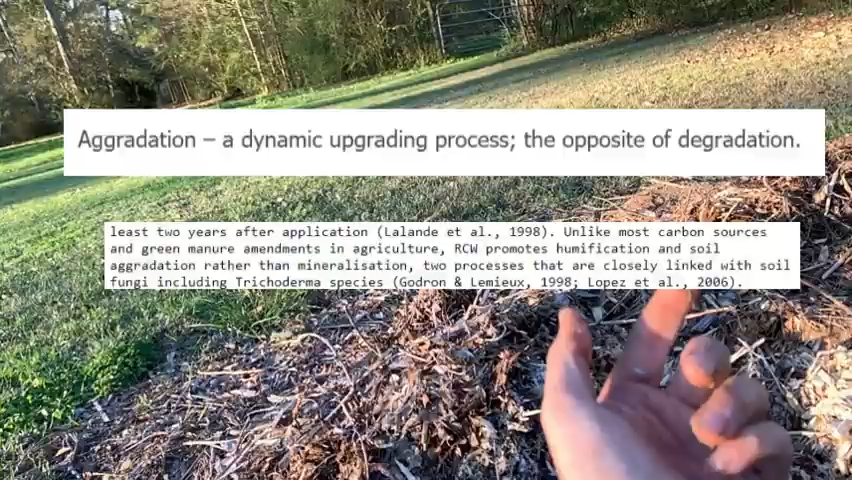 Aggradation – a dynamic upgrading process; the opposite of degradation.
least two years after application (Lalande et al., 1998). Unlike most carbon sources
and green manure amendments in agriculture, RCW promotes humification and soil
aggradation rather than mineralisation, two processes that are closely linked with soil
fungi including Trichoderma species (Godron & Lemieux, 1998; Lopez et al., 2006).